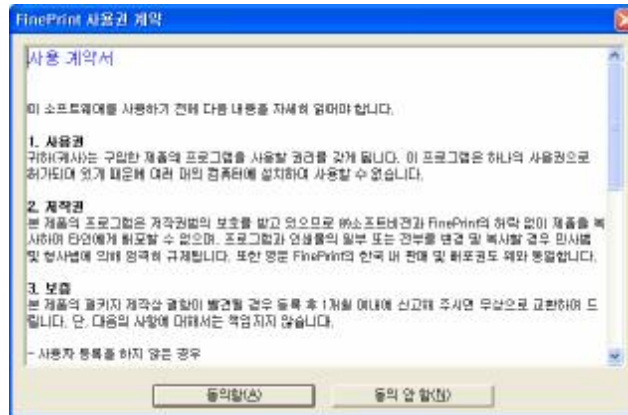 FinePrint 사용권 계약
사용 계약서
이 소프트웨어를 사용하기 전에 다음 내용을 자세히 읽어야 합니다.
1. 사용권
귀하(귀사)는 구입한 제품의 프로그램을 사용할 권리를 갖게 됩니다. 이 프로그램은 하나의 사용권으로
허가되어 있기 때문에 여러 대의 컴퓨터에 설치하여 사용할 수 없습니다.
2. 저작권
본 제품의 프로그램은 저작권법의 보호를 받고 있으므로 ㈜소프트비전과 FinePrint의 허락 없이 제품을 복
사하여 타인에게 배포할 수 없으며, 프로그램과 인쇄물의 일부 또는 전부를 변경 및 복사할 경우 민사법
및 형사법에 의해 엄격히 규제됩니다. 또한 영문 FinePrint의 한국 내 판매 및 배포권도 위와 동일합니다.
3. 보증
본 제품의 패키지 제작상 결함이 발견될 경우 등록 후 1개월 이내에 신고해 주시면 무상으로 교환하여 드
립니다. 단, 다음의 사항에 대해서는 책임지지 않습니다.
- 사용자 등록을 하지 않은 경우
동의함(A)
동의 안 함(N)